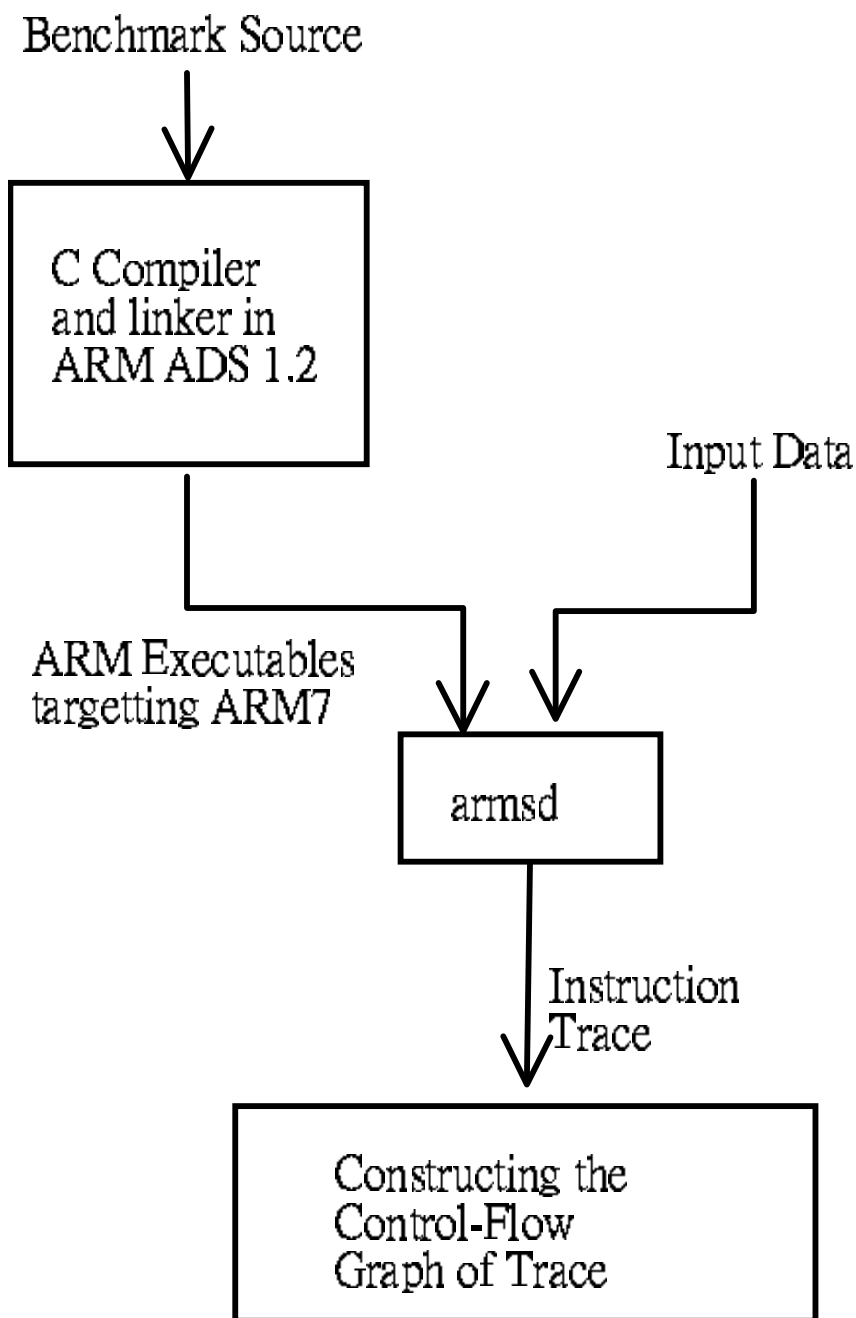 Benchmark Source
C Compiler
and linker in
ARM ADS 1.2
Input Data
ARM Executables
targetting ARM7
armsd
Instruction
Trace
Constructing the
Control-Flow
Graph of Trace